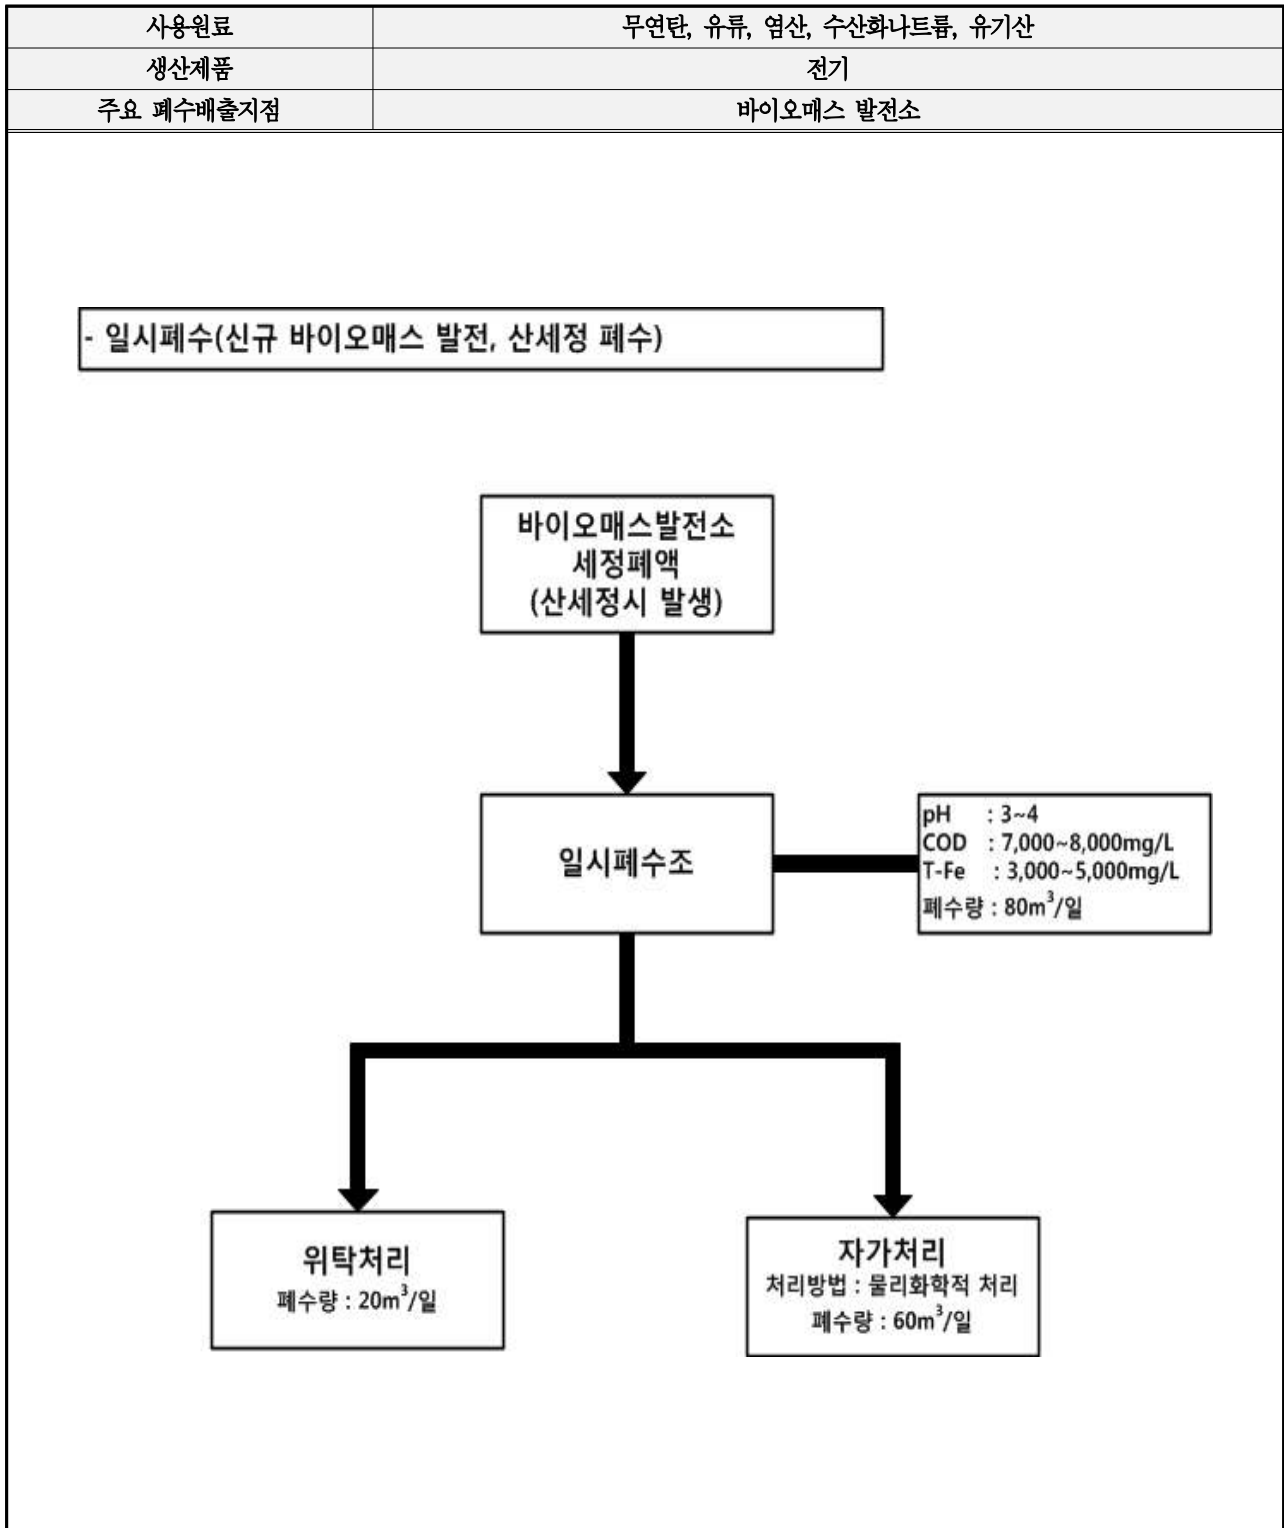 사용원료 무연탄, 유류, 염산, 수산화나트륨, 유기산
생산제품 전기
주요 폐수배출지점 바이오매스 발전소
- 일시폐수(신규 바이오매스 발전, 산세정 폐수)
바이오매스발전소
세정폐액
(산세정시 발생)
일시폐수조
pH : 3~4
COD : 7,000~8,000mg/L
T-Fe : 3,000~5,000mg/L
폐수량 : 80m³/일
위탁처리
폐수량 : 20m³/일
자가처리
처리방법 : 물리화학적 처리
폐수량 : 60m³/일